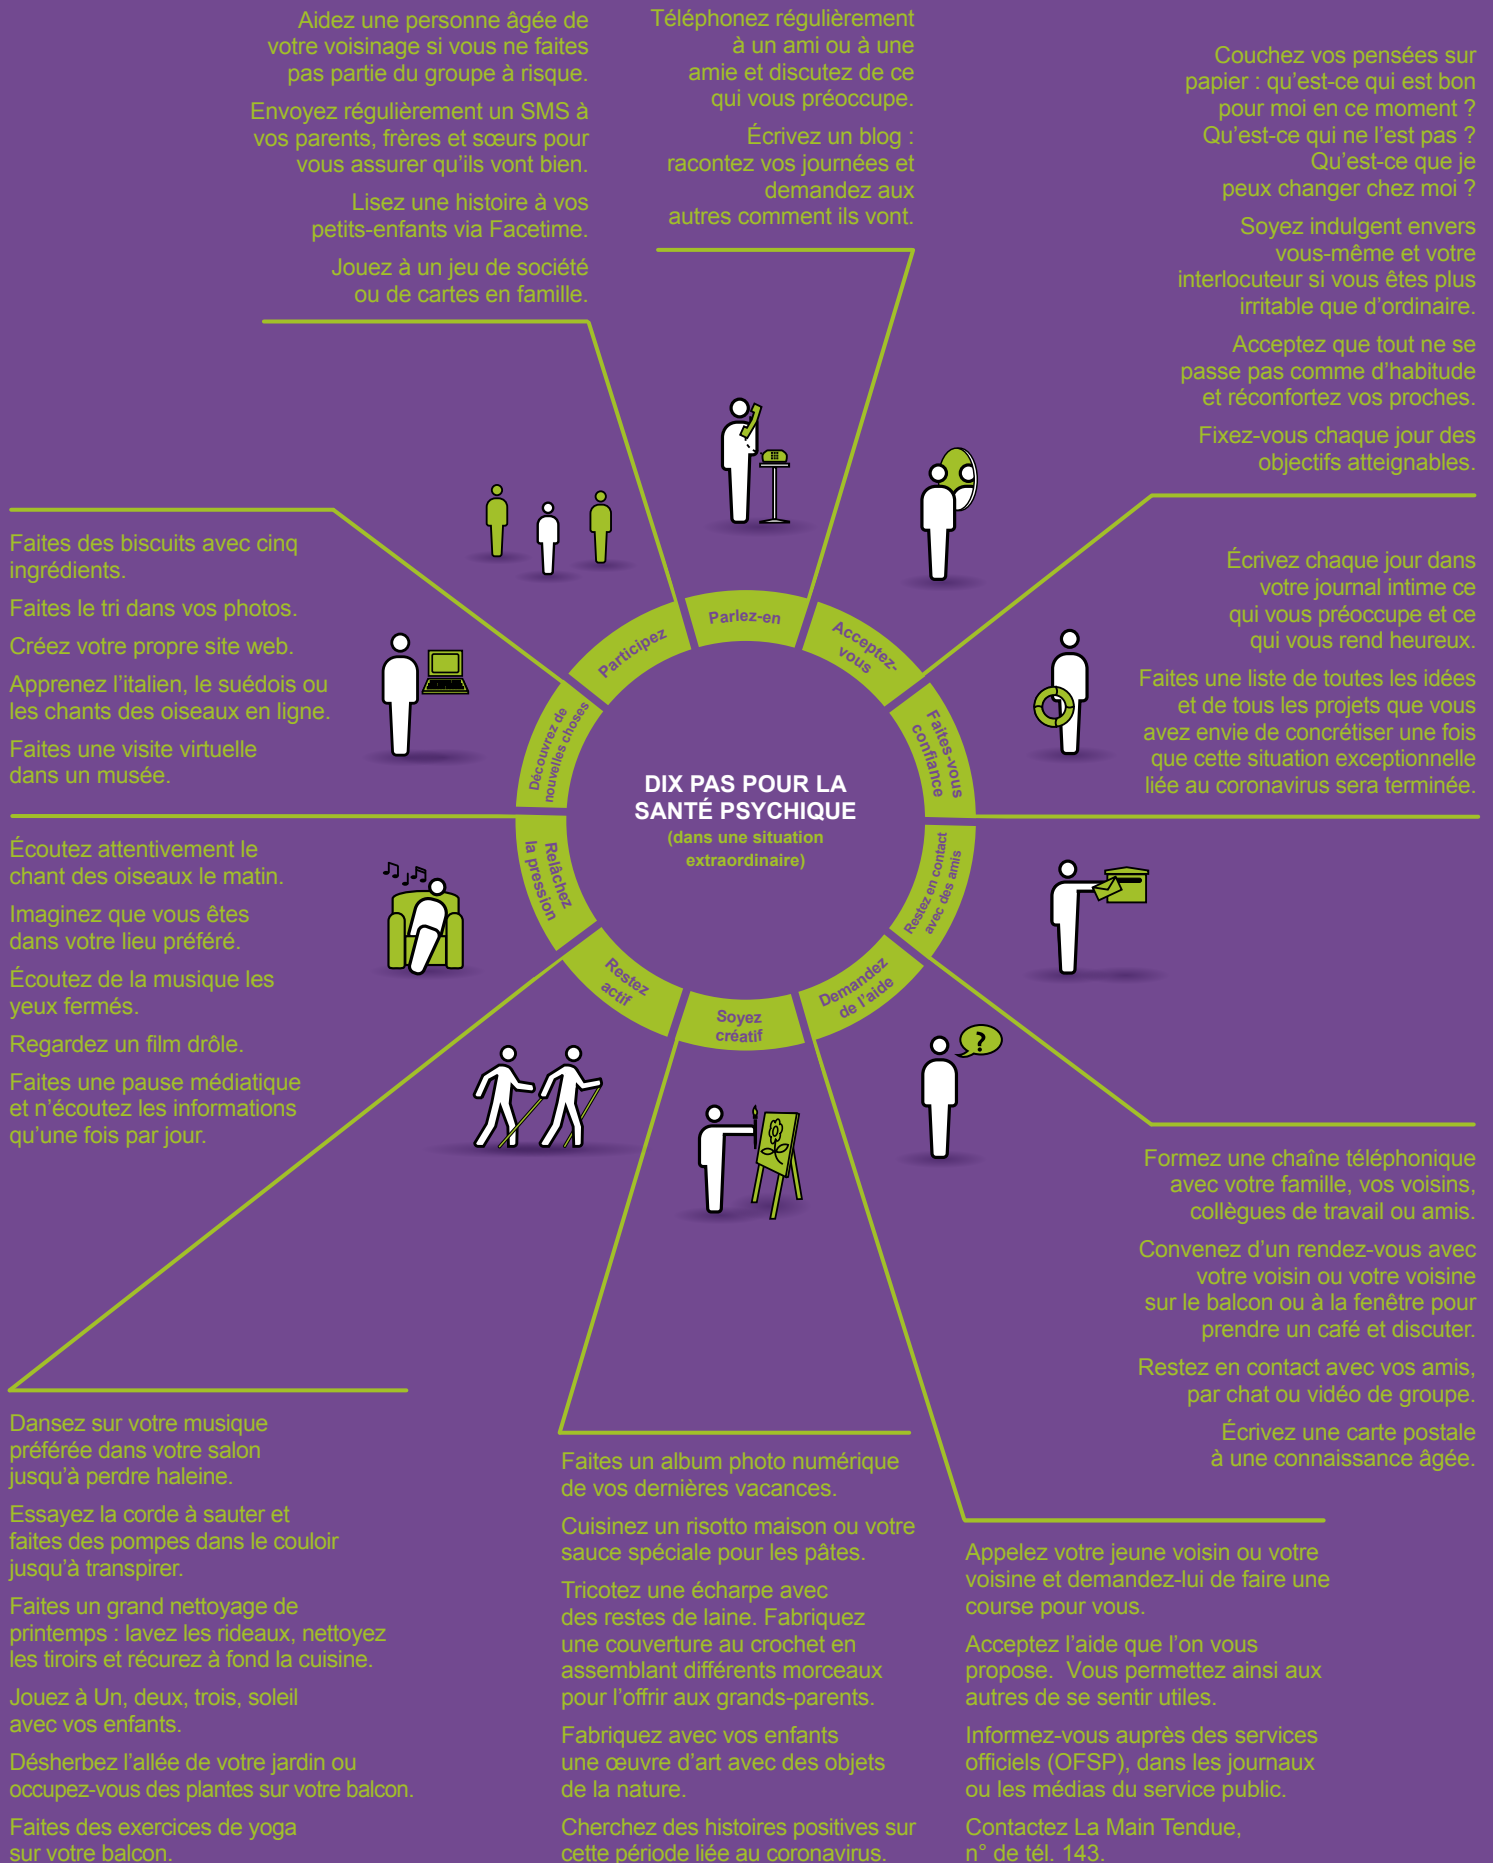 Aidez une personne âgée de
votre voisinage si vous ne faites
pas partie du groupe à risque.
Envoyez régulièrement un SMS à
vos parents, frères et sœurs pour
vous assurer qu’ils vont bien.
Lisez une histoire à vos
petits-enfants via Facetime.
Jouez à un jeu de société
ou de cartes en famille.
Téléphonez régulièrement
à un ami ou à une
amie et discutez de ce
qui vous préoccupe.
Écrivez un blog :
racontez vos journées et
demandez aux
autres comment ils vont.
Couchez vos pensées sur
papier : qu’est-ce qui est bon
pour moi en ce moment ?
Qu’est-ce qui ne l’est pas ?
Qu’est-ce que je
peux changer chez moi ?
Soyez indulgent envers
vous-même et votre
interlocuteur si vous êtes plus
irritable que d’ordinaire.
Acceptez que tout ne se
passe pas comme d’habitude
et réconfortez vos proches.
Fixez-vous chaque jour des
objectifs atteignables.
Faites des biscuits avec cinq
ingrédients.
Faites le tri dans vos photos.
Créez votre propre site web.
Apprenez l’italien, le suédois ou
les chants des oiseaux en ligne.
Faites une visite virtuelle
dans un musée.
Écrivez chaque jour dans
votre journal intime ce
qui vous préoccupe et ce
qui vous rend heureux.
Faites une liste de toutes les idées
et de tous les projets que vous
avez envie de concrétiser une fois
que cette situation exceptionnelle
liée au coronavirus sera terminée.
Participez
Parlez-en
Acceptez-
vous
Faites-vous
confiance
Restez en contact
avec des amis
Demandez
de l’aide
Soyez
créatif
Restez
actif
Relâchez
la pression
Découvrez de
nouvelles choses
DIX PAS POUR LA
SANTÉ PSYCHIQUE
(dans une situation
extraordinaire)
?
Écoutez attentivement le
chant des oiseaux le matin.
Imaginez que vous êtes
dans votre lieu préféré.
Écoutez de la musique les
yeux fermés.
Regardez un film drôle.
Faites une pause médiatique
et n’écoutez les informations
qu’une fois par jour.
Formez une chaîne téléphonique
avec votre famille, vos voisins,
collègues de travail ou amis.
Convenez d’un rendez-vous avec
votre voisin ou votre voisine
sur le balcon ou à la fenêtre pour
prendre un café et discuter.
Restez en contact avec vos amis,
par chat ou vidéo de groupe.
Écrivez une carte postale
à une connaissance âgée.
Dansez sur votre musique
préférée dans votre salon
jusqu’à perdre haleine.
Essayez la corde à sauter et
faites des pompes dans le couloir
jusqu’à transpirer.
Faites un grand nettoyage de
printemps : lavez les rideaux, nettoyez
les tiroirs et récurez à fond la cuisine.
Jouez à Un, deux, trois, soleil
avec vos enfants.
Désherbez l’allée de votre jardin ou
occupez-vous des plantes sur votre balcon.
Faites des exercices de yoga
sur votre balcon.
Faites un album photo numérique
de vos dernières vacances.
Cuisinez un risotto maison ou votre
sauce spéciale pour les pâtes.
Tricotez une écharpe avec
des restes de laine. Fabriquez
une couverture au crochet en
assemblant différents morceaux
pour l’offrir aux grands-parents.
Fabriquez avec vos enfants
une œuvre d’art avec des objets
de la nature.
Cherchez des histoires positives sur
cette période liée au coronavirus.
Appelez votre jeune voisin ou votre
voisine et demandez-lui de faire une
course pour vous.
Acceptez l’aide que l’on vous
propose.  Vous permettez ainsi aux
autres de se sentir utiles.
Informez-vous auprès des services
officiels (OFSP), dans les journaux
ou les médias du service public.
Contactez La Main Tendue,
n° de tél. 143.